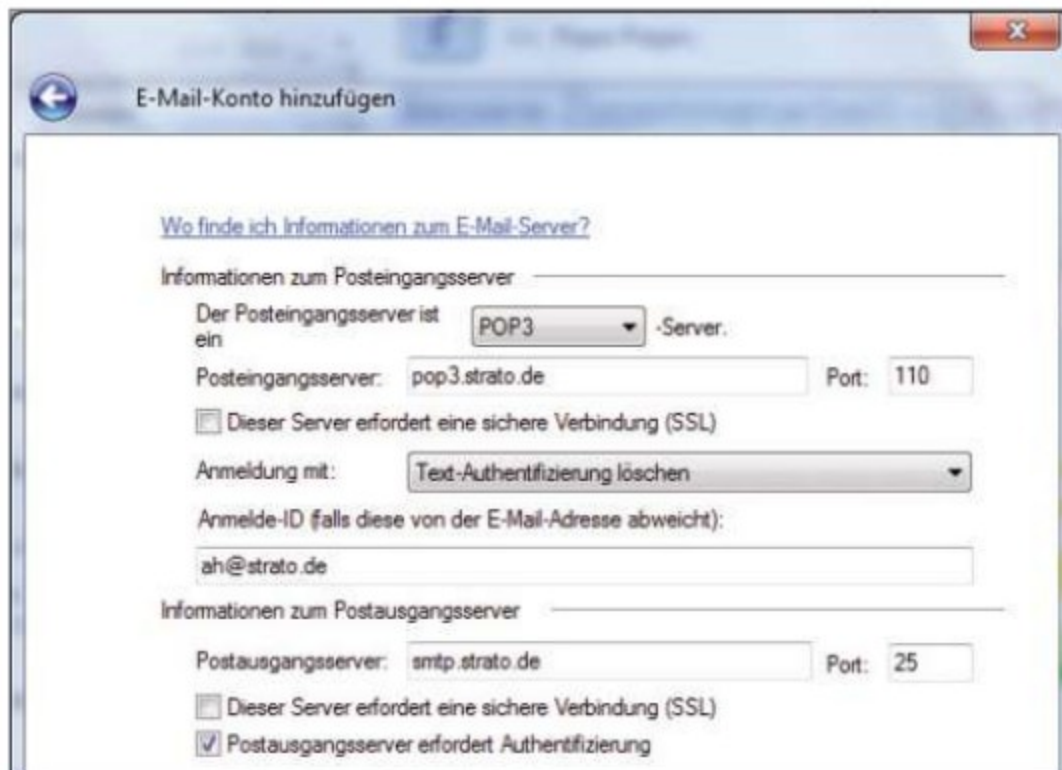 E-Mail-Konto hinzufügen
Wo finde ich Informationen zum E-Mail-Server?
Informationen zum Posteingangsserver
Der Posteingangsserver ist
ein
POP3 -Server.
Posteingangsserver: pop3.strato.de Port: 110
Dieser Server erfordert eine sichere Verbindung (SSL)
Anmeldung mit: Text-Authentifizierung löschen
Anmelde-ID (falls diese von der E-Mail-Adresse abweicht):
ah@strato.de
Informationen zum Postausgangsserver
Postausgangsserver: smtp.strato.de Port: 25
Dieser Server erfordert eine sichere Verbindung (SSL)
Postausgangsserver erfordert Authentifizierung